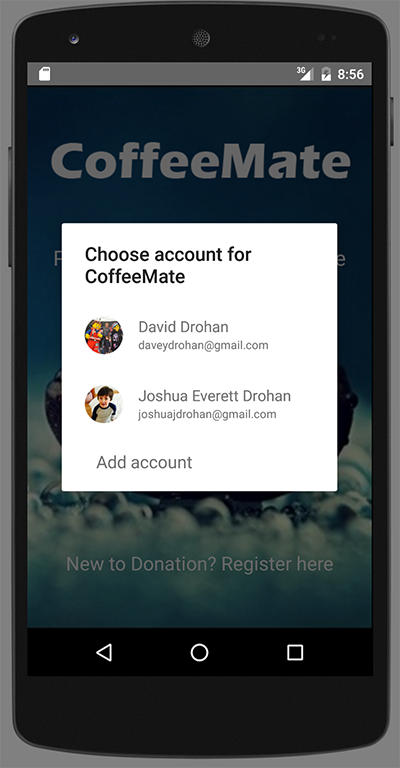 3G 8:56
CoffeeMate
Choose account for
CoffeeMate
David Drohan
daveydrohan@gmail.com
Joshua Everett Drohan
joshuajdrohan@gmail.com
Add account
New to Donation? Register here